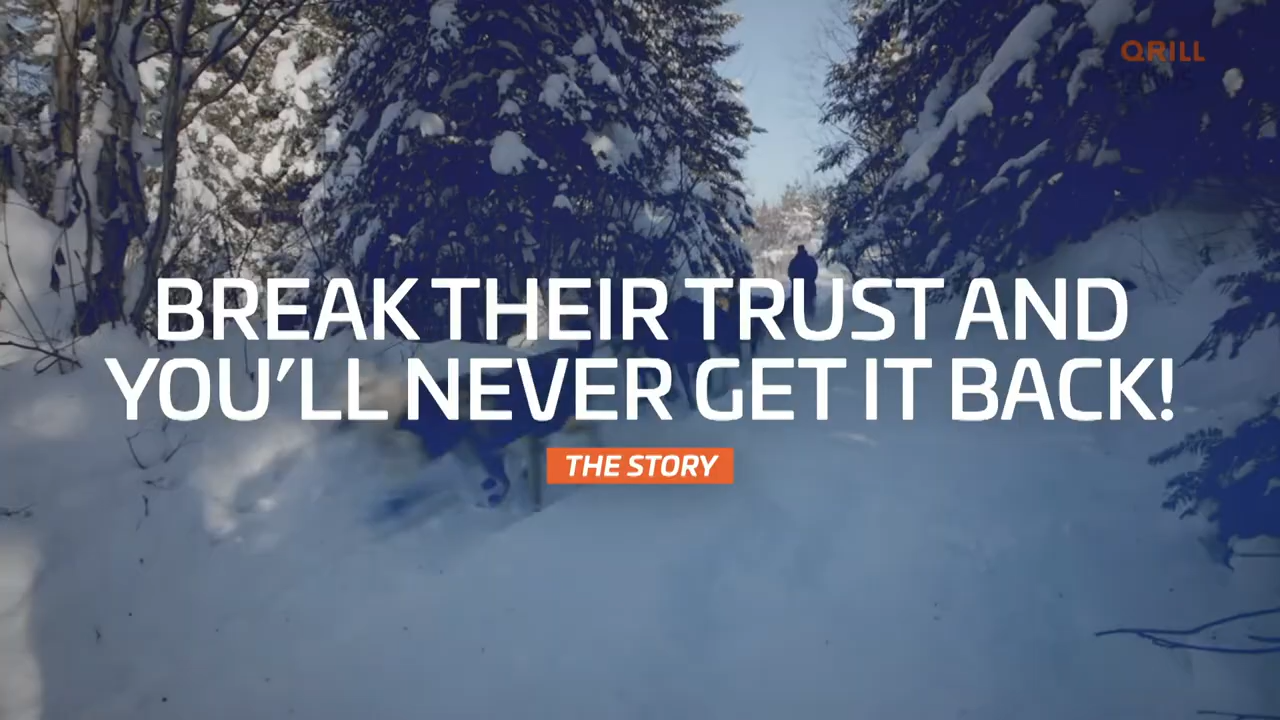 QRILL
BREAK THEIR TRUST AND
YOU’LL NEVER GET IT BACK!
THE STORY